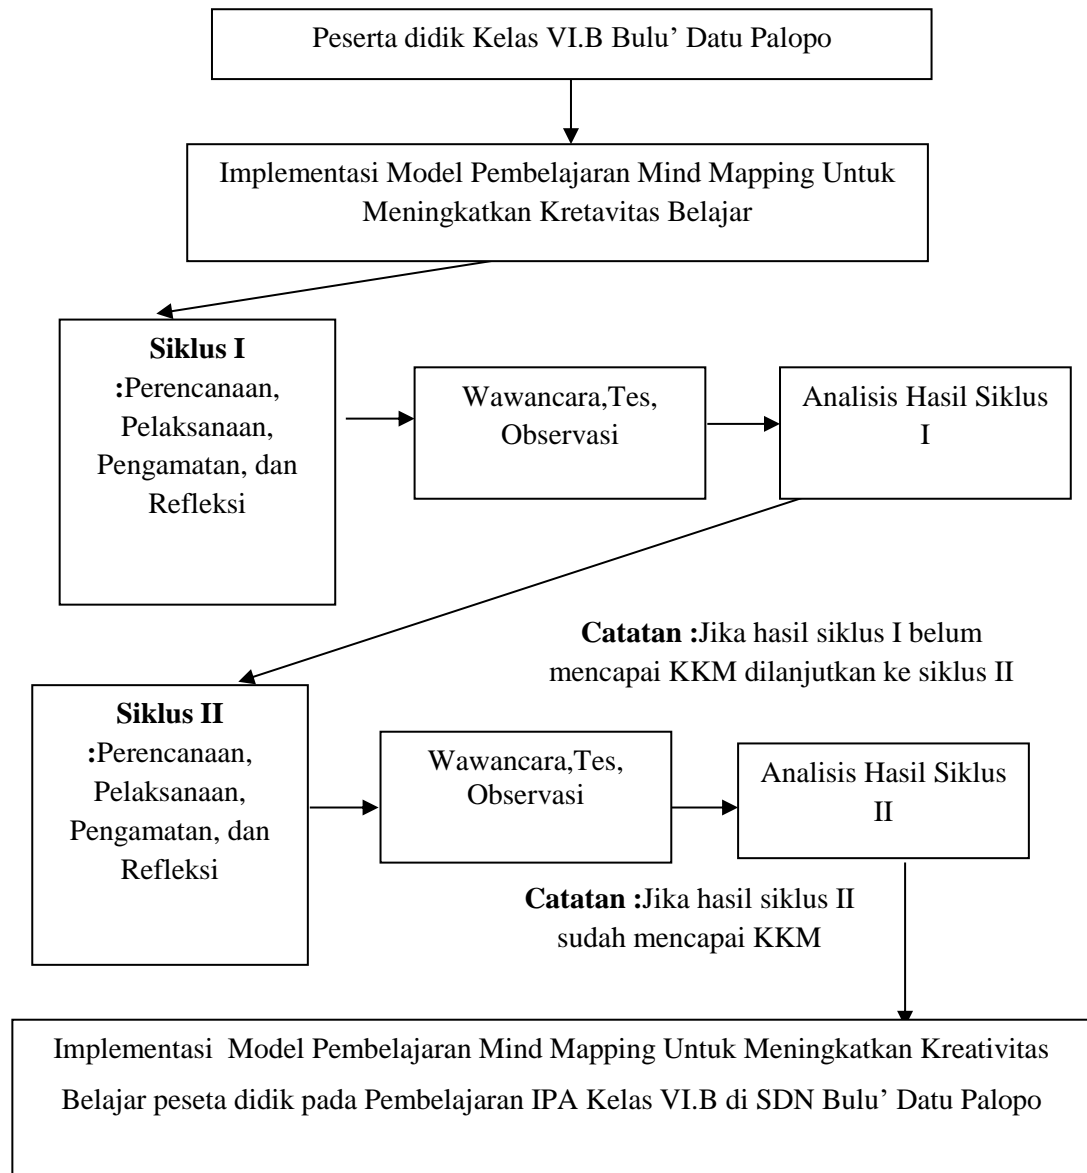 Peserta didik Kelas VI.B Bulu’ Datu Palopo
Implementasi Model Pembelajaran Mind Mapping Untuk
Meningkatkan Kretavitas Belajar
Siklus I
:Perencanaan,
Pelaksanaan,
Pengamatan, dan
Refleksi
Wawancara,Tes,
Observasi
Analisis Hasil Siklus
I
Catatan :Jika hasil siklus I belum
mencapai KKM dilanjutkan ke siklus II
Siklus II
:Perencanaan,
Pelaksanaan,
Pengamatan, dan
Refleksi
Wawancara,Tes,
Observasi
Analisis Hasil Siklus
II
Catatan :Jika hasil siklus II
sudah mencapai KKM
Implementasi Model Pembelajaran Mind Mapping Untuk Meningkatkan Kreativitas
Belajar peseta didik pada Pembelajaran IPA Kelas VI.B di SDN Bulu’ Datu Palopo